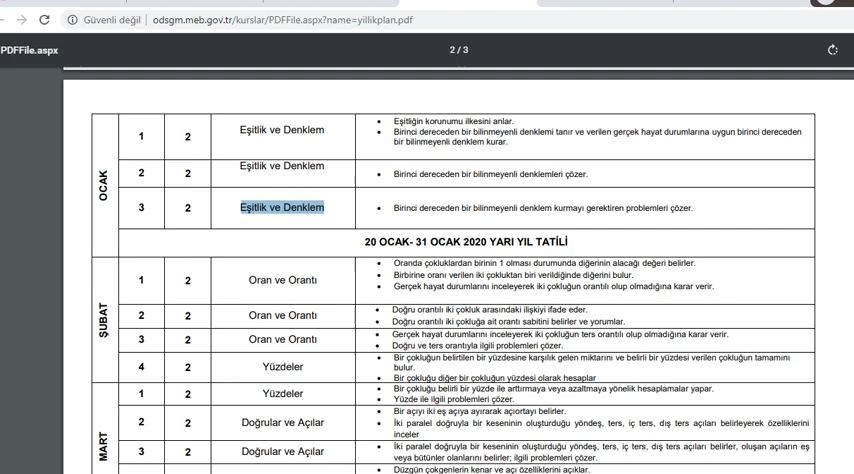 Güvenli değil | odsgm.meb.gov.tr/kurslar/PDFFile.aspx?name=yillikplan.pdf
PDFFile.aspx
2 / 3
OCAK
1 2 Eşitlik ve Denklem
• Eşitliğin korunumu ilkesini anlar.
• Birinci dereceden bir bilinmeyenli denklemi tanır ve verilen gerçek hayat durumlarına uygun birinci dereceden
bir bilinmeyenli denklem kurar.
2 2 Eşitlik ve Denklem
• Birinci dereceden bir bilinmeyenli denklemleri çözer.
3 2 Eşitlik ve Denklem
• Birinci dereceden bir bilinmeyenli denklem kurmayı gerektiren problemleri çözer.
20 OCAK- 31 OCAK 2020 YARI YIL TATİLİ
ŞUBAT
1 2 Oran ve Orantı
• Oranda çokluklardan birinin 1 olması durumunda diğerinin alacağı değeri belirler.
• Birbirine oranı verilen iki çokluktan biri verildiğinde diğerini bulur.
• Gerçek hayat durumlarını inceleyerek iki çokluğun orantılı olup olmadığına karar verir.
2 2 Oran ve Orantı
• Doğru orantılı iki çokluk arasındaki ilişkiyi ifade eder.
• Doğru orantılı iki çokluğa ait orantı sabitini belirler ve yorumlar.
3 2 Oran ve Orantı
• Gerçek hayat durumlarını inceleyerek iki çokluğun ters orantılı olup olmadığına karar verir.
• Doğru ve ters orantıyla ilgili problemleri çözer.
4 2 Yüzdeler
• Bir çokluğun belirtilen bir yüzdesine karşılık gelen miktarını ve belirli bir yüzdesi verilen çokluğun tamamını
bulur.
• Bir çokluğu diğer bir çokluğun yüzdesi olarak hesaplar
MART
1 2 Yüzdeler
• Bir çokluğu belirli bir yüzde ile arttırmaya veya azaltmaya yönelik hesaplamalar yapar.
• Yüzde ile ilgili problemleri çözer.
2 2 Doğrular ve Açılar
• Bir açıyı iki eş açıya ayırarak açıortayı belirler.
• İki paralel doğruyla bir keseninin oluşturduğu yöndeş, ters, iç ters, dış ters açıları belirleyerek özelliklerini
inceler
3 2 Doğrular ve Açılar
• İki paralel doğruyla bir keseninin oluşturduğu yöndeş, ters, iç ters, dış ters açıları belirler, oluşan açıların eş
veya bütünler olanlarını belirler; ilgili problemleri çözer.
• Düzgün çokgenlerin kenar ve açı özelliklerini açıklar.